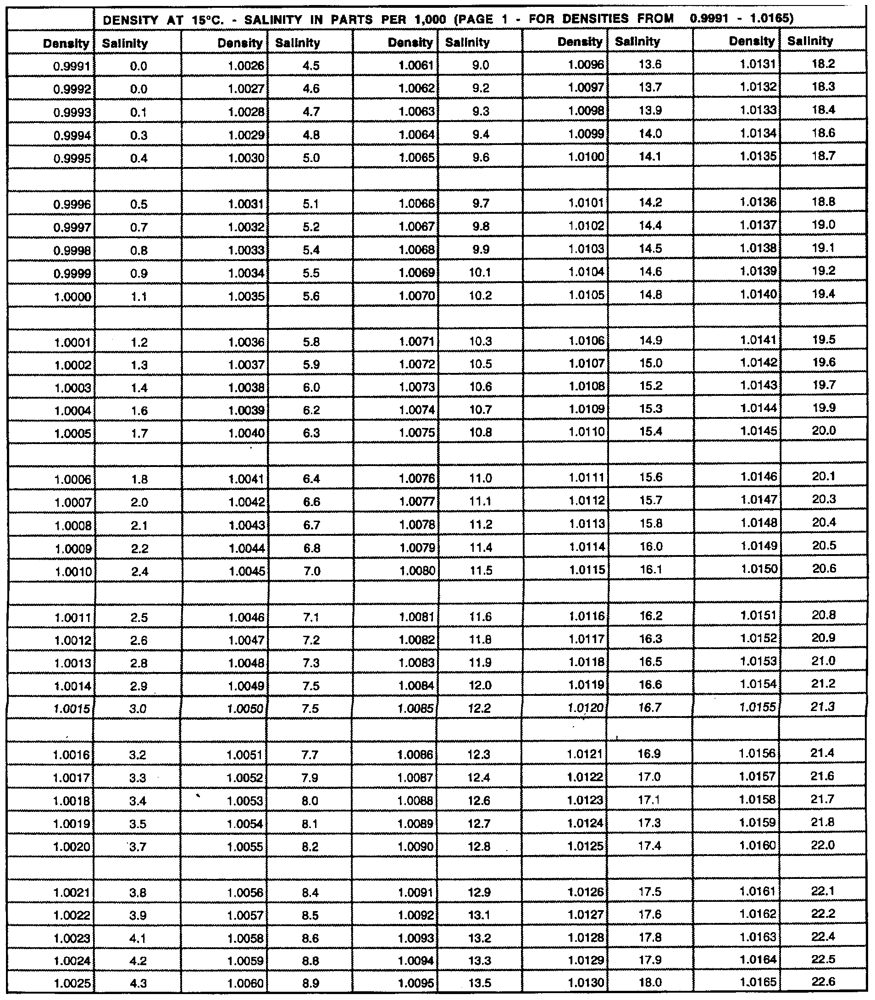 DENSITY AT 15°C. - SALINITY IN PARTS PER 1,000 (PAGE 1 - FOR DENSITIES FROM 0.9991 - 1.0165)
Density Salinity Density Salinity Density Salinity Density Salinity Density Salinity
0.9991 0.0 1.0026 4.5 1.0061 9.0 1.0096 13.6 1.0131 18.2
0.9992 0.0 1.0027 4.6 1.0062 9.2 1.0097 13.7 1.0132 18.3
0.9993 0.1 1.0028 4.7 1.0063 9.3 1.0098 13.9 1.0133 18.4
0.9994 0.3 1.0029 4.8 1.0064 9.4 1.0099 14.0 1.0134 18.6
0.9995 0.4 1.0030 5.0 1.0065 9.6 1.0100 14.1 1.0135 18.7
0.9996 0.5 1.0031 5.1 1.0066 9.7 1.0101 14.2 1.0136 18.8
0.9997 0.7 1.0032 5.2 1.0067 9.8 1.0102 14.4 1.0137 19.0
0.9998 0.8 1.0033 5.4 1.0068 9.9 1.0103 14.5 1.0138 19.1
0.9999 0.9 1.0034 5.5 1.0069 10.1 1.0104 14.6 1.0139 19.2
1.0000 1.1 1.0035 5.6 1.0070 10.2 1.0105 14.8 1.0140 19.4
1.0001 1.2 1.0036 5.8 1.0071 10.3 1.0106 14.9 1.0141 19.5
1.0002 1.3 1.0037 5.9 1.0072 10.5 1.0107 15.0 1.0142 19.6
1.0003 1.4 1.0038 6.0 1.0073 10.6 1.0108 15.2 1.0143 19.7
1.0004 1.6 1.0039 6.2 1.0074 10.7 1.0109 15.3 1.0144 19.9
1.0005 1.7 1.0040 6.3 1.0075 10.8 1.0110 15.4 1.0145 20.0
1.0006 1.8 1.0041 6.4 1.0076 11.0 1.0111 15.6 1.0146 20.1
1.0007 2.0 1.0042 6.6 1.0077 11.1 1.0112 15.7 1.0147 20.3
1.0008 2.1 1.0043 6.7 1.0078 11.2 1.0113 15.8 1.0148 20.4
1.0009 2.2 1.0044 6.8 1.0079 11.4 1.0114 16.0 1.0149 20.5
1.0010 2.4 1.0045 7.0 1.0080 11.5 1.0115 16.1 1.0150 20.6
1.0011 2.5 1.0046 7.1 1.0081 11.6 1.0116 16.2 1.0151 20.8
1.0012 2.6 1.0047 7.2 1.0082 11.8 1.0117 16.3 1.0152 20.9
1.0013 2.8 1.0048 7.3 1.0083 11.9 1.0118 16.5 1.0153 21.0
1.0014 2.9 1.0049 7.5 1.0084 12.0 1.0119 16.6 1.0154 21.2
1.0015 3.0 1.0050 7.5 1.0085 12.2 1.0120 16.7 1.0155 21.3
1.0016 3.2 1.0051 7.7 1.0086 12.3 1.0121 16.9 1.0156 21.4
1.0017 3.3 1.0052 7.9 1.0087 12.4 1.0122 17.0 1.0157 21.6
1.0018 3.4 1.0053 8.0 1.0088 12.6 1.0123 17.1 1.0158 21.7
1.0019 3.5 1.0054 8.1 1.0089 12.7 1.0124 17.3 1.0159 21.8
1.0020 3.7 1.0055 8.2 1.0090 12.8 1.0125 17.4 1.0160 22.0
1.0021 3.8 1.0056 8.4 1.0091 12.9 1.0126 17.5 1.0161 22.1
1.0022 3.9 1.0057 8.5 1.0092 13.1 1.0127 17.6 1.0162 22.2
1.0023 4.1 1.0058 8.6 1.0093 13.2 1.0128 17.8 1.0163 22.4
1.0024 4.2 1.0059 8.8 1.0094 13.3 1.0129 17.9 1.0164 22.5
1.0025 4.3 1.0060 8.9 1.0095 13.5 1.0130 18.0 1.0165 22.6